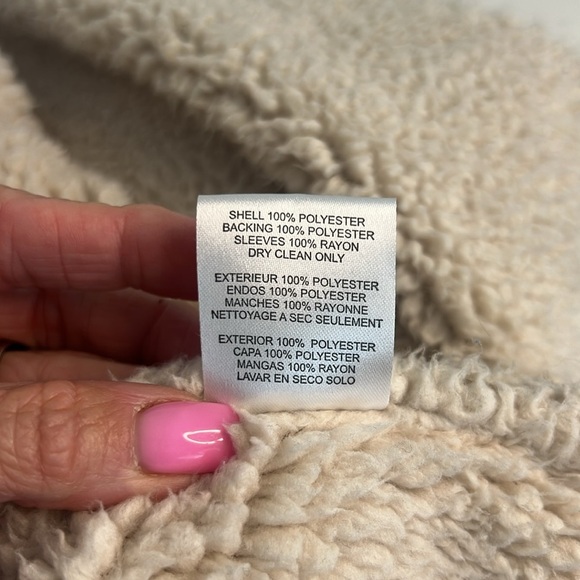 SHELL 100% POLYESTER
BACKING 100% POLYESTER
SLEEVES 100% RAYON
DRY CLEAN ONLY
EXTERIEUR 100% POLYESTER
ENDOS 100% POLYESTER
MANCHES 100% RAYONNE
NETTOYAGE A SEC SEULEMENT
EXTERIOR 100% POLYESTER
CAPA 100% POLYESTER
MANGAS 100% RAYON
LAVAR EN SECO SOLO